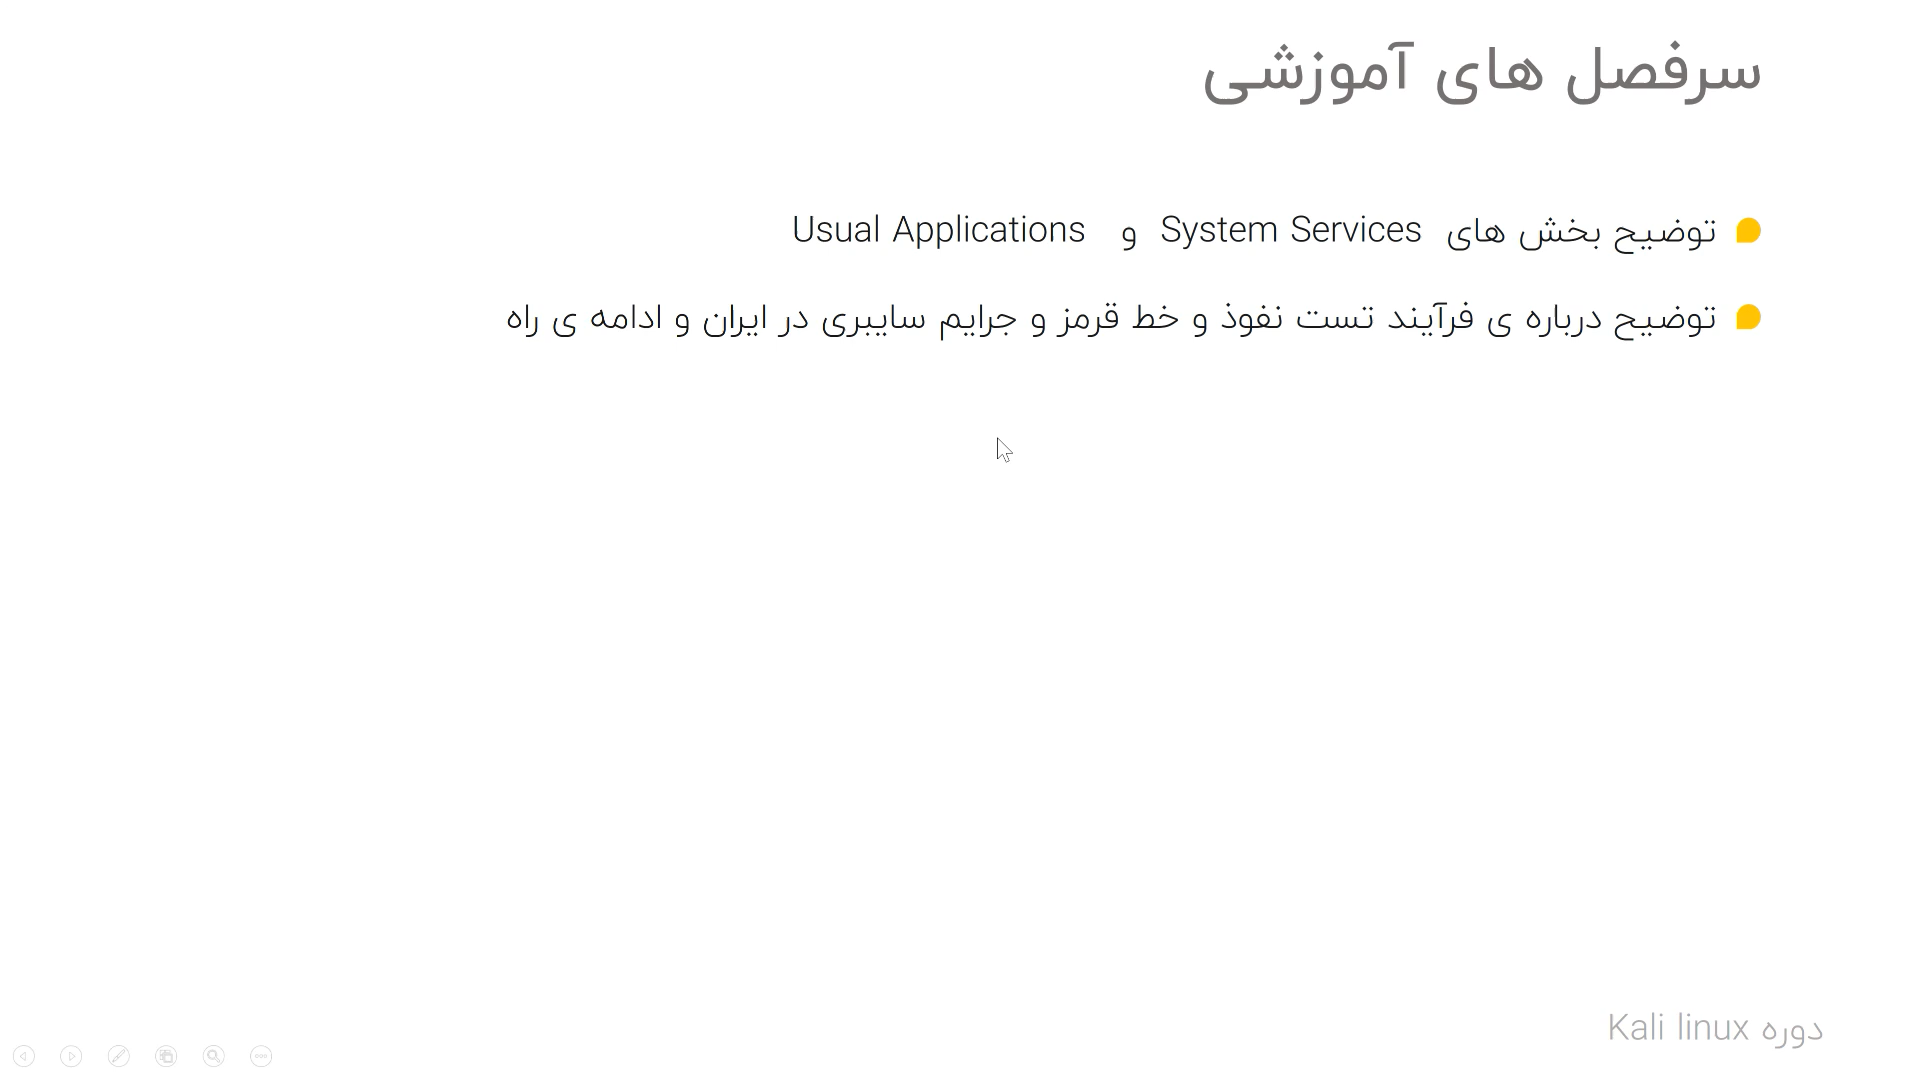 سرفصل های آموزشی
توضیح بخش های System Services و Usual Applications
توضیح درباره ی فرآیند تست نفوذ و خط قرمز و جرایم سایبری در ایران و ادامه ی راه
دوره Kali linux